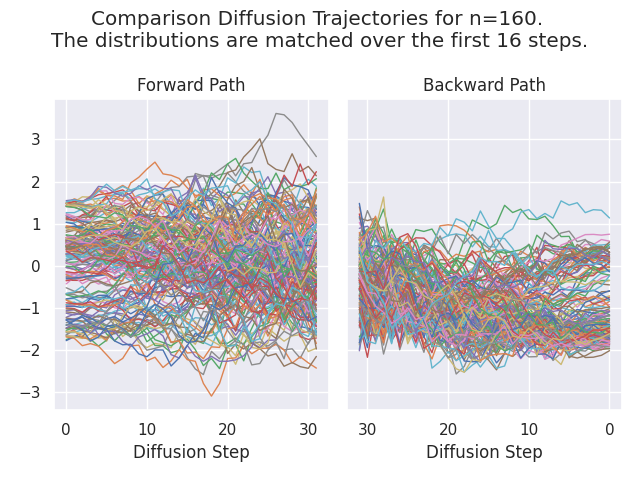 Comparison Diffusion Trajectories for n=160.
The distributions are matched over the first 16 steps.
Forward Path
Backward Path
3
2
1
0
−1
−2
−3
0 10 20 30
30 20 10 0
Diffusion Step
Diffusion Step